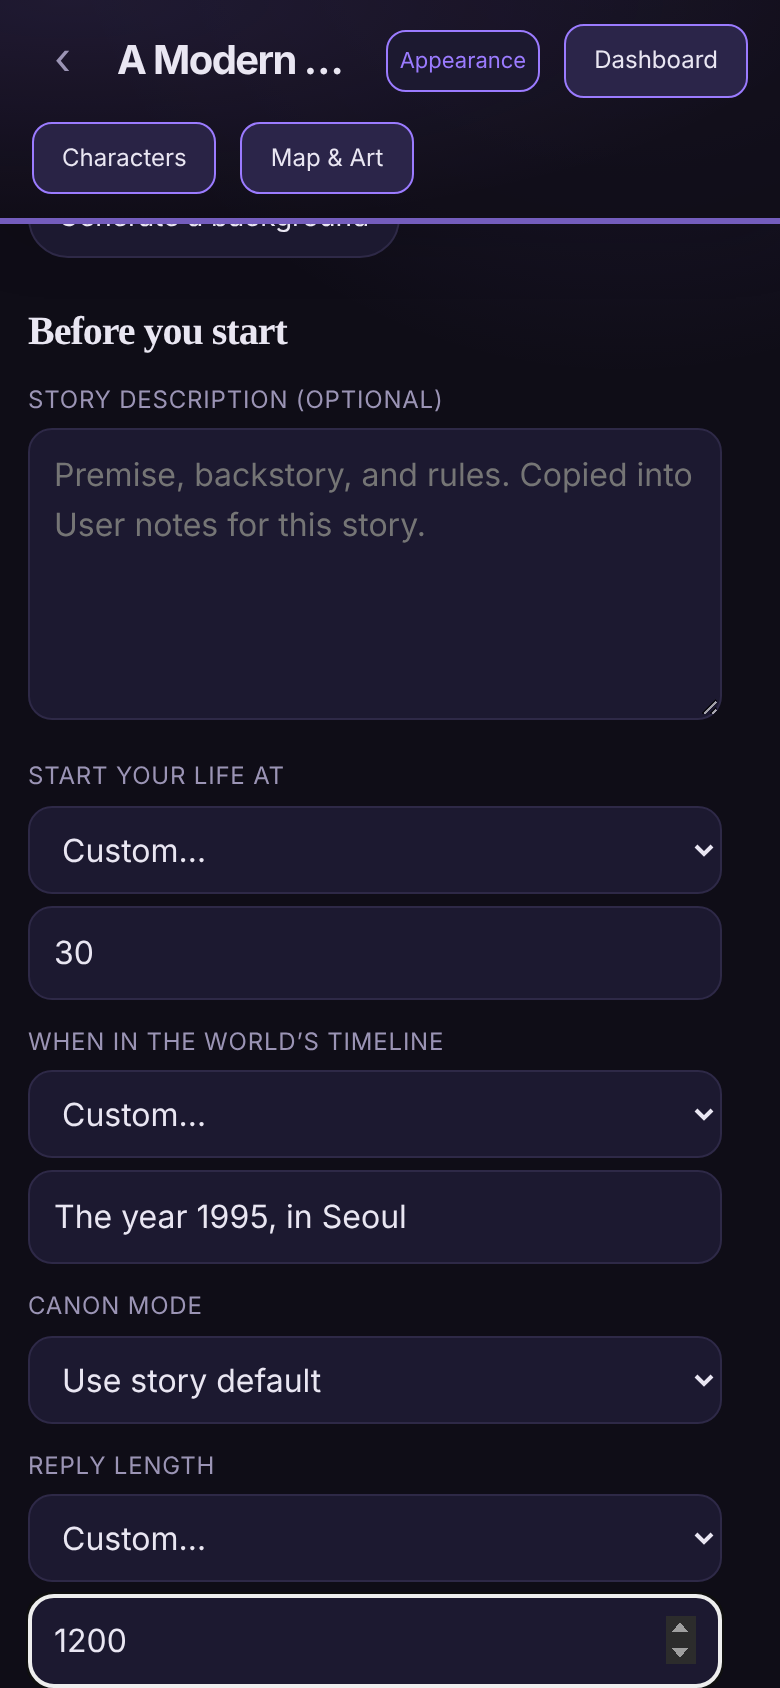 A Modern ...
Appearance
Dashboard
Characters
Map & Art
Generate a background
Before you start
STORY DESCRIPTION (OPTIONAL)
Premise, backstory, and rules. Copied into
User notes for this story.
START YOUR LIFE AT
Custom...
30
WHEN IN THE WORLD’S TIMELINE
Custom...
The year 1995, in Seoul
CANON MODE
Use story default
REPLY LENGTH
Custom...
1200